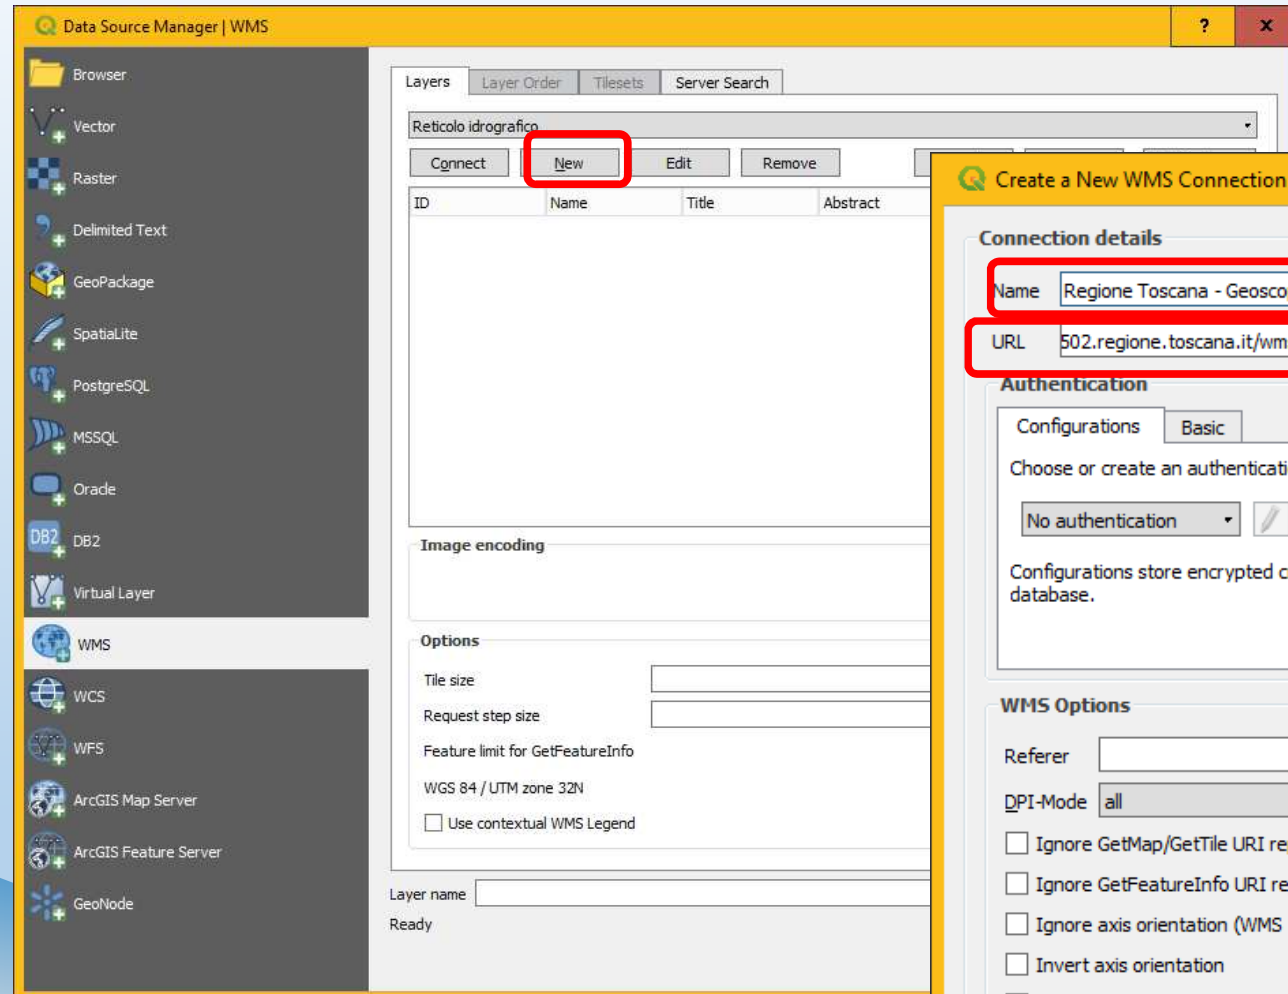 Data Source Manager | WMS
?
x
Browser
Vector
Raster
Delimited Text
GeoPackage
SpatiaLite
PostgreSQL
MSSQL
Oracle
DB2
DB2
Virtual Layer
WMS
WCS
WFS
ArcGIS Map Server
ArcGIS Feature Server
GeoNode
Layers
Layer Order
Tilesets
Server Search
Reticolo idrografico
Connect
New
Edit
Remove
ID
Name
Title
Abstract
Image encoding
Options
Tile size
Request step size
Feature limit for GetFeatureInfo
WGS 84 / UTM zone 32N
Use contextual WMS Legend
Layer name
Ready
Create a New WMS Connection
Connection details
Name
Regione Toscana - Geosco
URL
502.regione.toscana.it/wm
Authentication
Configurations
Basic
Choose or create an authenticati
No authentication
Configurations store encrypted c
database.
WMS Options
Referer
DPI-Mode
all
Ignore GetMap/GetTile URI re
Ignore GetFeatureInfo URI re
Ignore axis orientation (WMS
Invert axis orientation